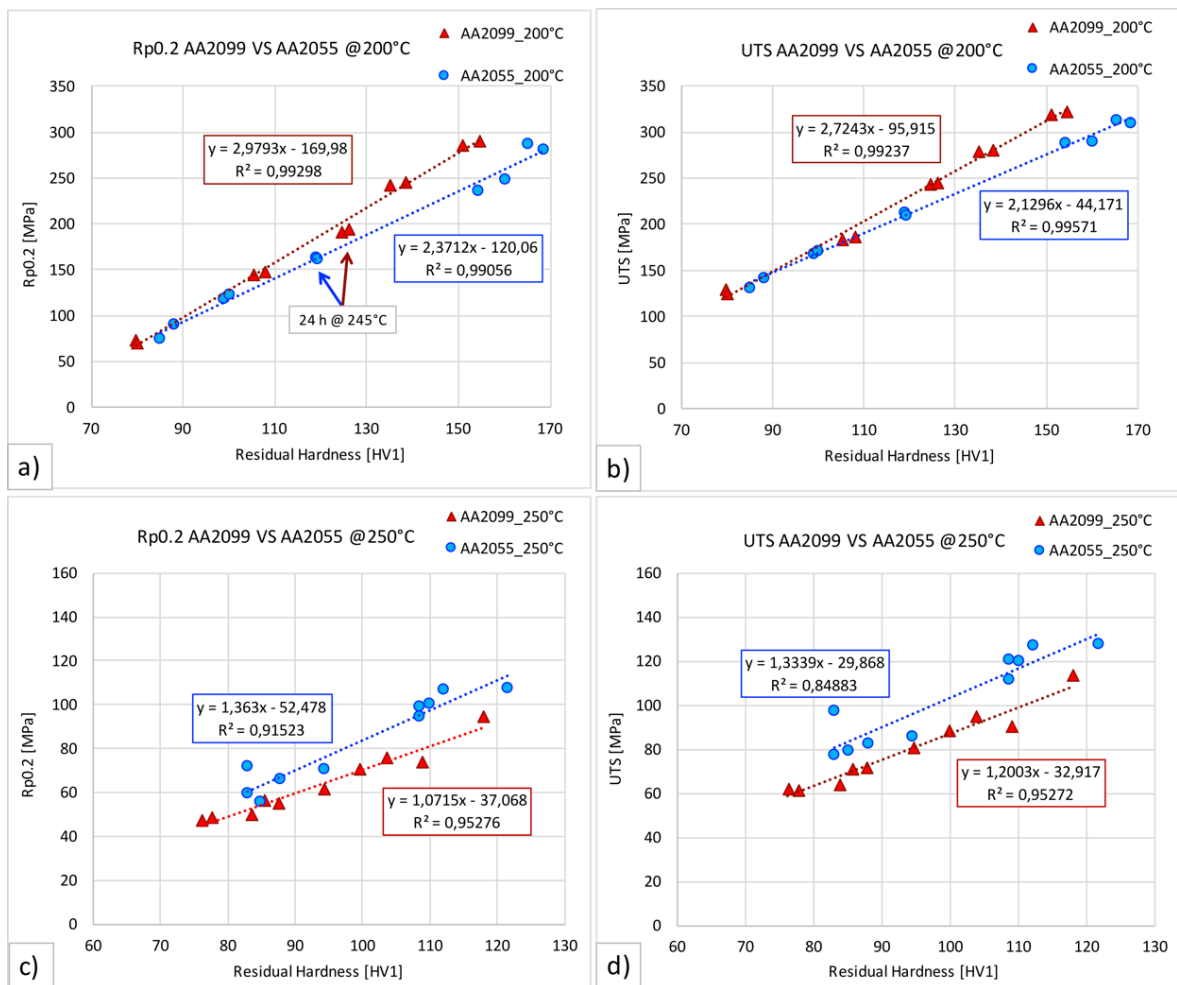 Rp0.2 AA2099 VS AA2055 @200°C
AA2099_200°C
AA2055_200°C
350
300
250
200
150
100
50
0
Rp0.2 [MPa]
y = 2,9793x - 169,98
R² = 0,99298
y = 2,3712x - 120,06
R² = 0,99056
24 h @ 245°C
70 90 110 130 150 170
Residual Hardness [HV1]
a)
UTS AA2099 VS AA2055 @200°C
AA2099_200°C
AA2055_200°C
350
300
250
200
150
100
50
0
UTS [MPa]
y = 2,7243x - 95,915
R² = 0,99237
y = 2,1296x - 44,171
R² = 0,99571
70 90 110 130 150 170
Residual Hardness [HV1]
b)
Rp0.2 AA2099 VS AA2055 @250°C
AA2099_250°C
AA2055_250°C
160
140
120
100
80
60
40
20
0
Rp0.2 [MPa]
y = 1,363x - 52,478
R² = 0,91523
y = 1,0715x - 37,068
R² = 0,95276
60 70 80 90 100 110 120 130
Residual Hardness [HV1]
c)
UTS AA2099 VS AA2055 @250°C
AA2099_250°C
AA2055_250°C
160
140
120
100
80
60
40
20
0
UTS [MPa]
y = 1,3339x - 29,868
R² = 0,84883
y = 1,2003x - 32,917
R² = 0,95272
60 70 80 90 100 110 120 130
Residual Hardness [HV1]
d)